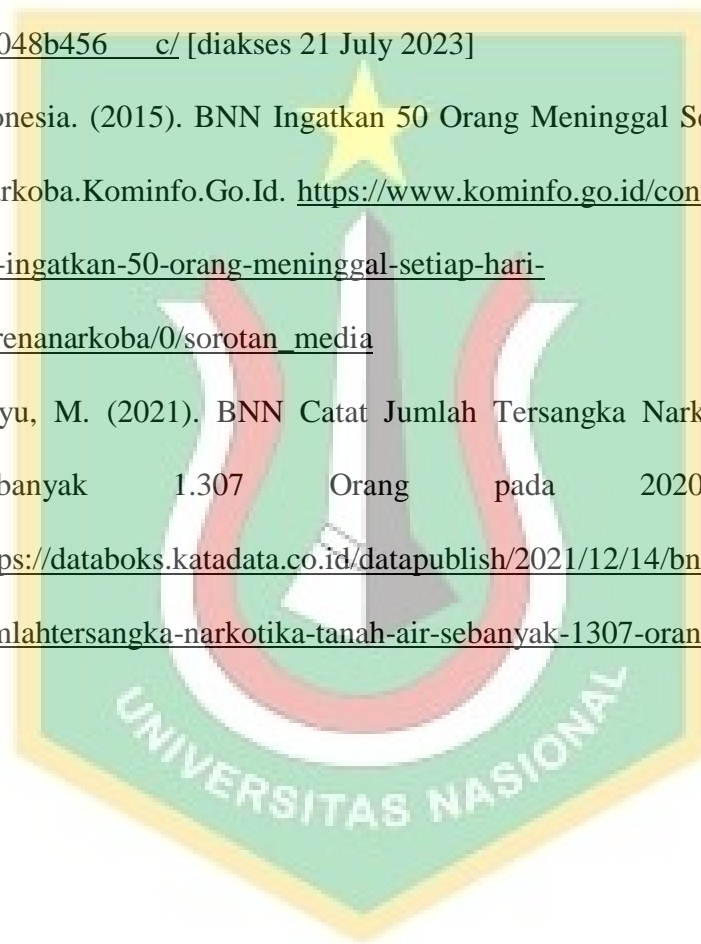 048b456 c/ [diakses 21 July 2023]
onesia. (2015). BNN Ingatkan 50 Orang Meninggal Se
arkoba.Kominfo.Go.Id. https://www.kominfo.go.id/con
-ingatkan-50-orang-meninggal-setiap-hari-
renanarkoba/0/sorotan_media
yu, M. (2021). BNN Catat Jumlah Tersangka Nark
banyak 1.307 Orang pada 2020
ps://databoks.katadata.co.id/datapublish/2021/12/14/bn
mlahtersangka-narkotika-tanah-air-sebanyak-1307-oran
UNIVERSITAS NASIONAL